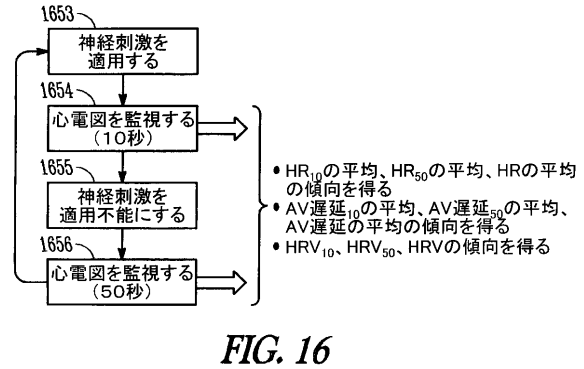 1653
神経刺激を
適用する
1654
心電図を監視する
(10秒)
1655
神経刺激を
適用不能にする
1656
心電図を監視する
(50秒)
• HR10の平均、HR50の平均、HRの平均
の傾向を得る
• AV遅延10の平均、AV遅延50の平均、
AV遅延の平均の傾向を得る
• HRV10、HRV50、HRVの傾向を得る
FIG. 16